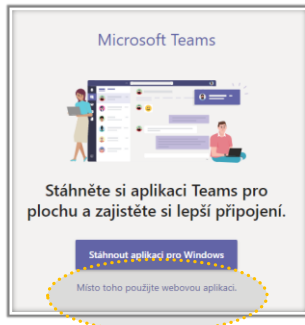 Microsoft Teams
Stáhněte si aplikaci Teams pro
plochu a zajistěte si lepší připojení.
Stáhnout aplikaci pro Windows
Místo toho použijte webovou aplikaci.